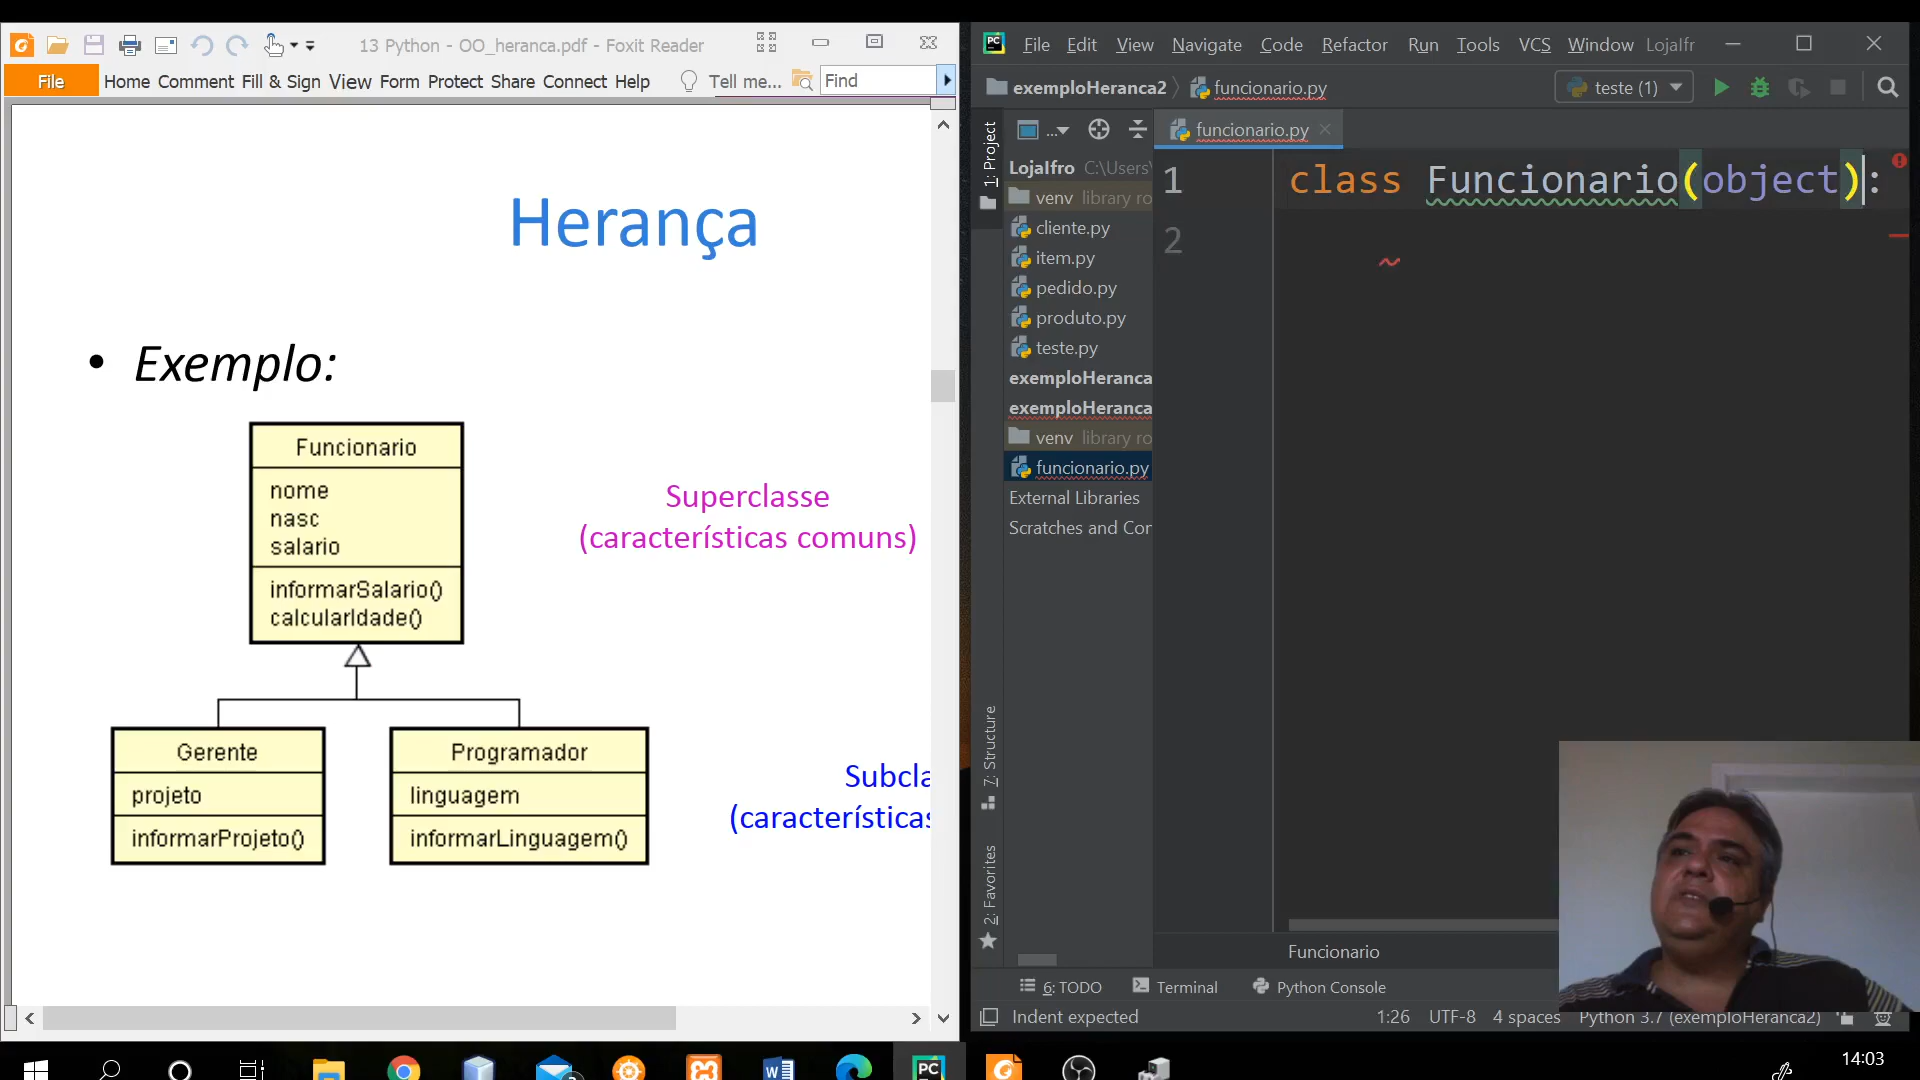 13 Python - OO_heranca.pdf - Foxit Reader
File Home Comment Fill & Sign View Form Protect Share Connect Help Tell me... Find
Herança
• Exemplo:
Funcionario
nome
nasc
salario
informarSalario()
calcularIdade()
Superclasse
(características comuns)
Gerente
projeto
informarProjeto()
Programador
linguagem
informarLinguagem()
Subcla
(características
PC File Edit View Navigate Code Refactor Run Tools VCS Window LojaIfr
exemploHeranca2 funcionario.py teste (1)
1: Project
...
funcionario.py
LojaIfro C:\Users\
venv library ro
cliente.py
item.py
pedido.py
produto.py
teste.py
exemploHeranca
exemploHeranca
venv library ro
funcionario.py
External Libraries
Scratches and Cor
7: Structure
2: Favorites
1 class Funcionario(object):
2
Funcionario
6: TODO Terminal Python Console
Indent expected 1:26 UTF-8 4 spaces Python 3.7 (exemploHeranca2)
PC
14:03